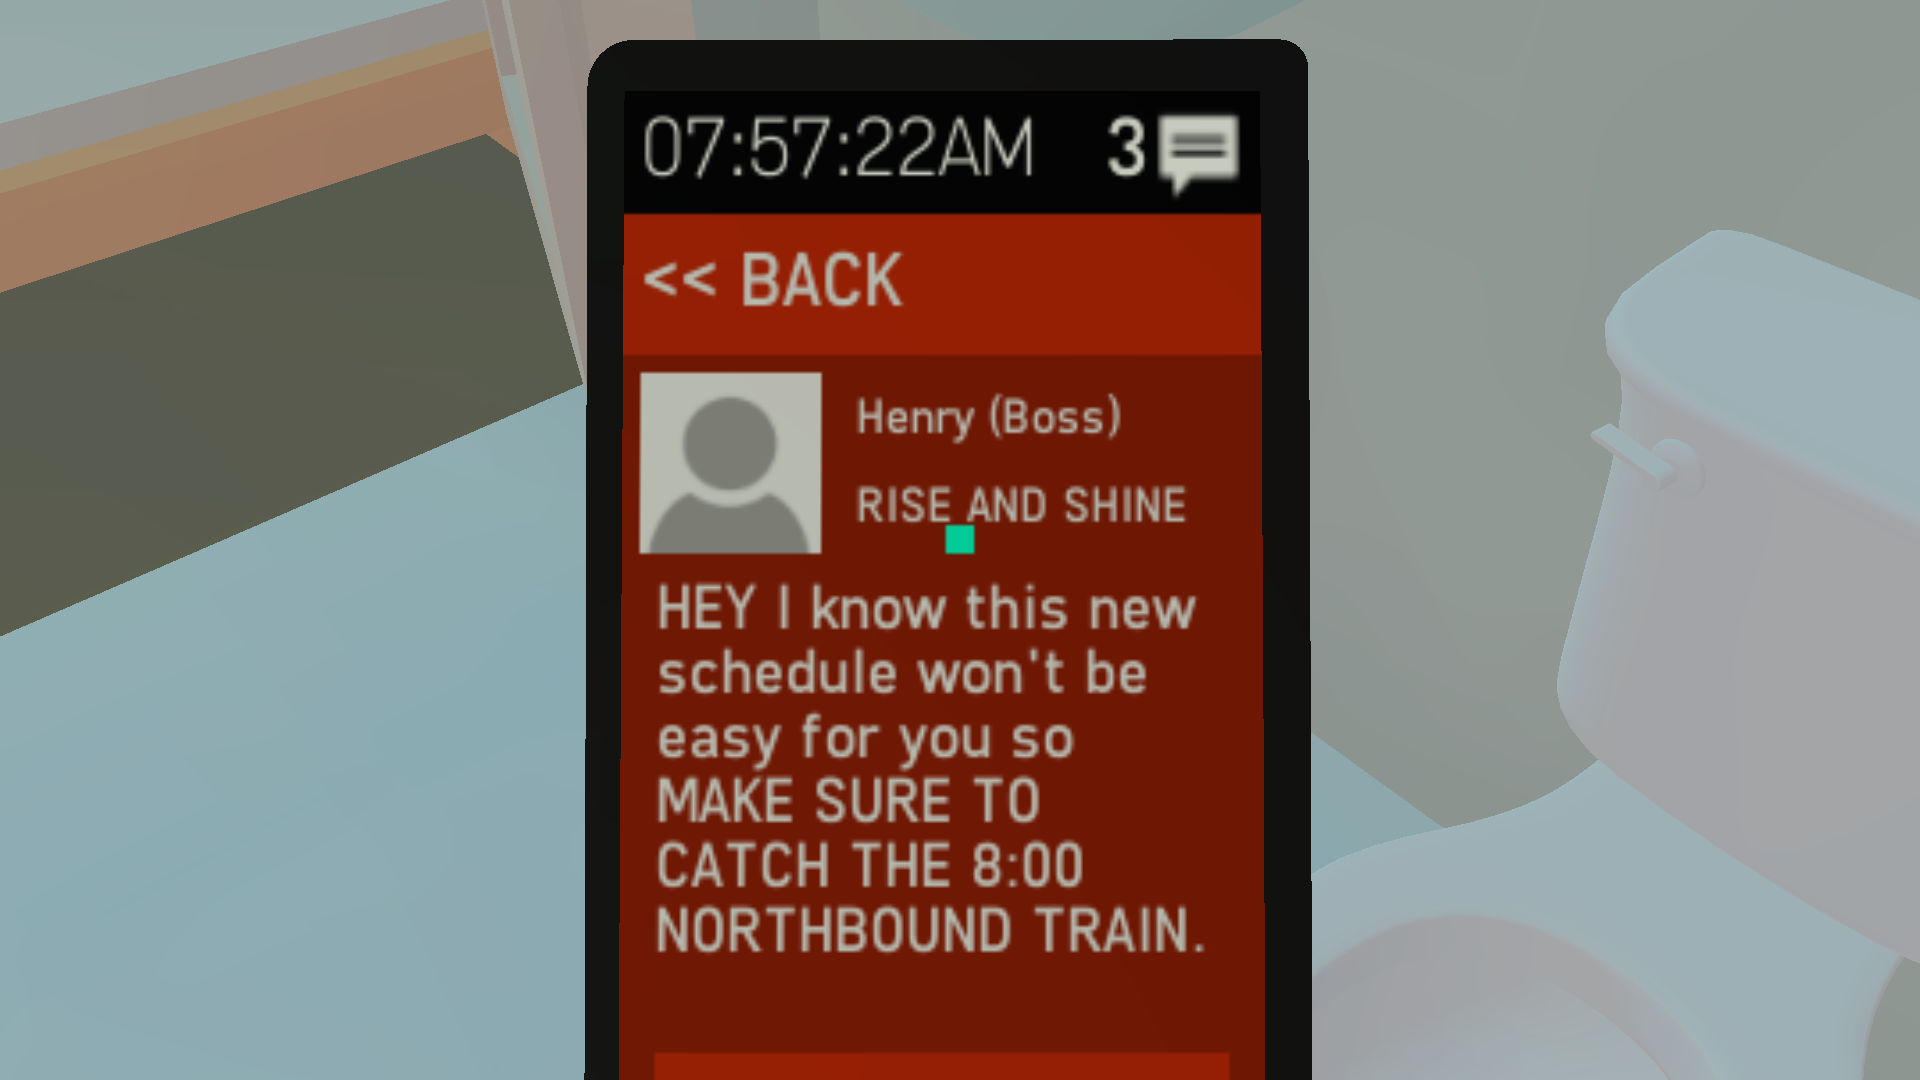 07:57:22AM 3
<< BACK
Henry (Boss)
RISE AND SHINE
HEY I know this new
schedule won't be
easy for you so
MAKE SURE TO
CATCH THE 8:00
NORTHBOUND TRAIN.